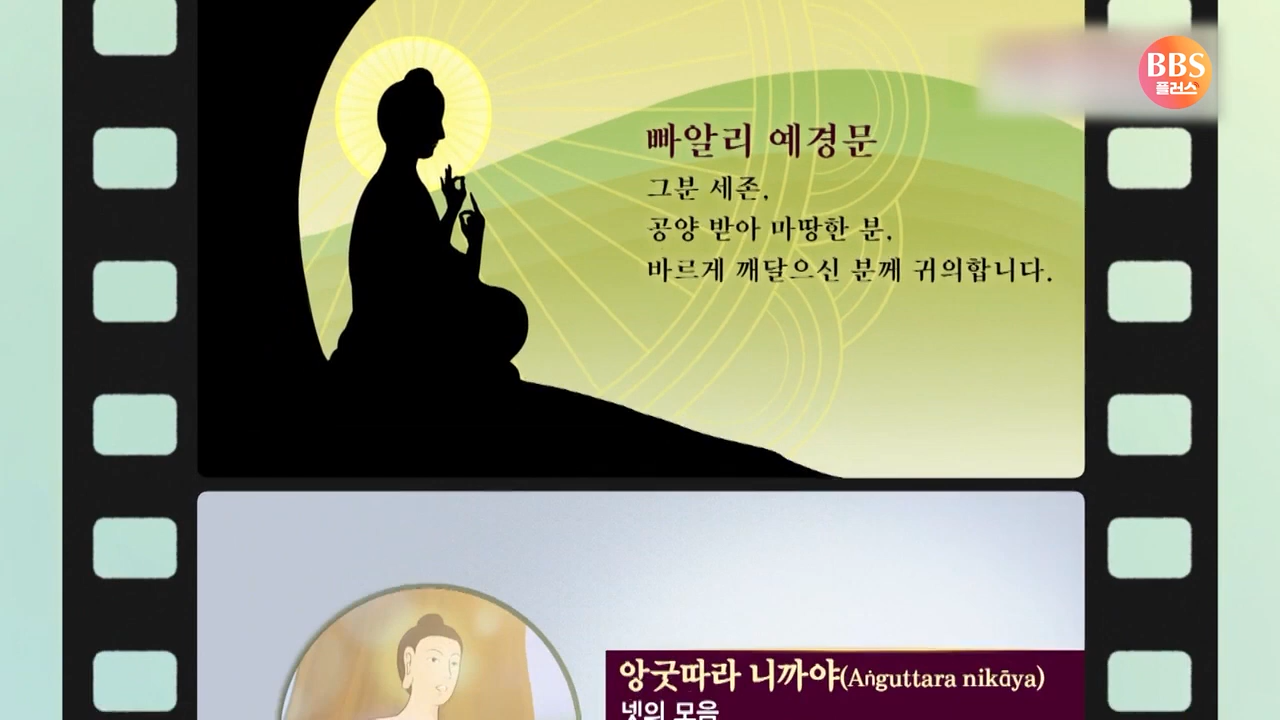 BBS
플러스
빠알리 예경문
그분 세존,
공양 받아 마땅한 분,
바르게 깨달으신 분께 귀의합니다.
앙굿따라 니까야(Aṅguttara nikāya)
넷의 모음